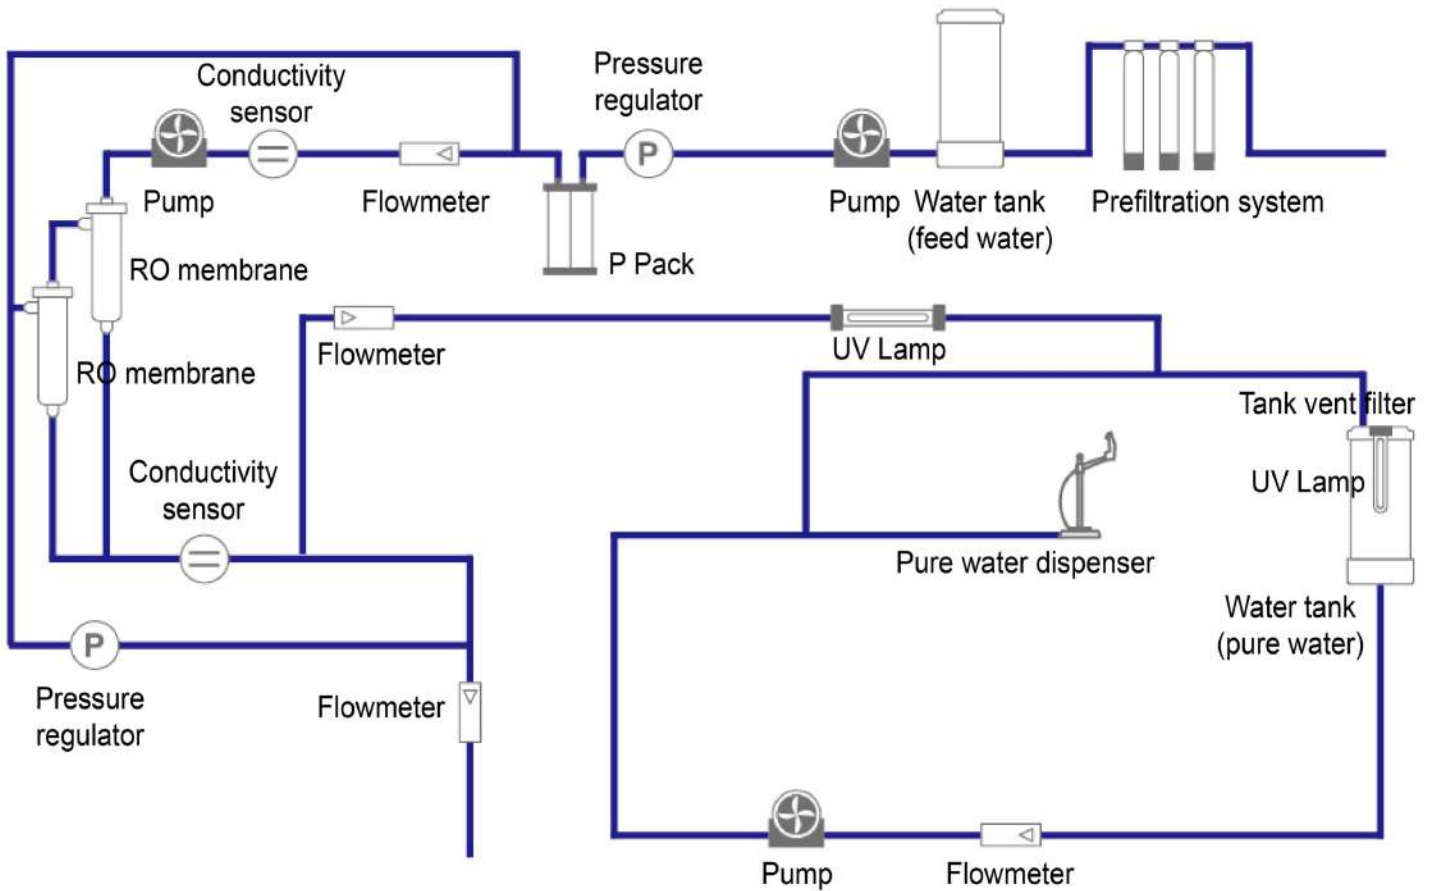 Conductivity
sensor
Pressure
regulator
P
Pump
Flowmeter
Pump
Water tank
(feed water)
Prefiltration system
RO membrane
P Pack
Flowmeter
UV Lamp
RO membrane
Tank vent filter
Conductivity
sensor
UV Lamp
Pure water dispenser
Water tank
(pure water)
P
Pressure
regulator
Flowmeter
Pump
Flowmeter